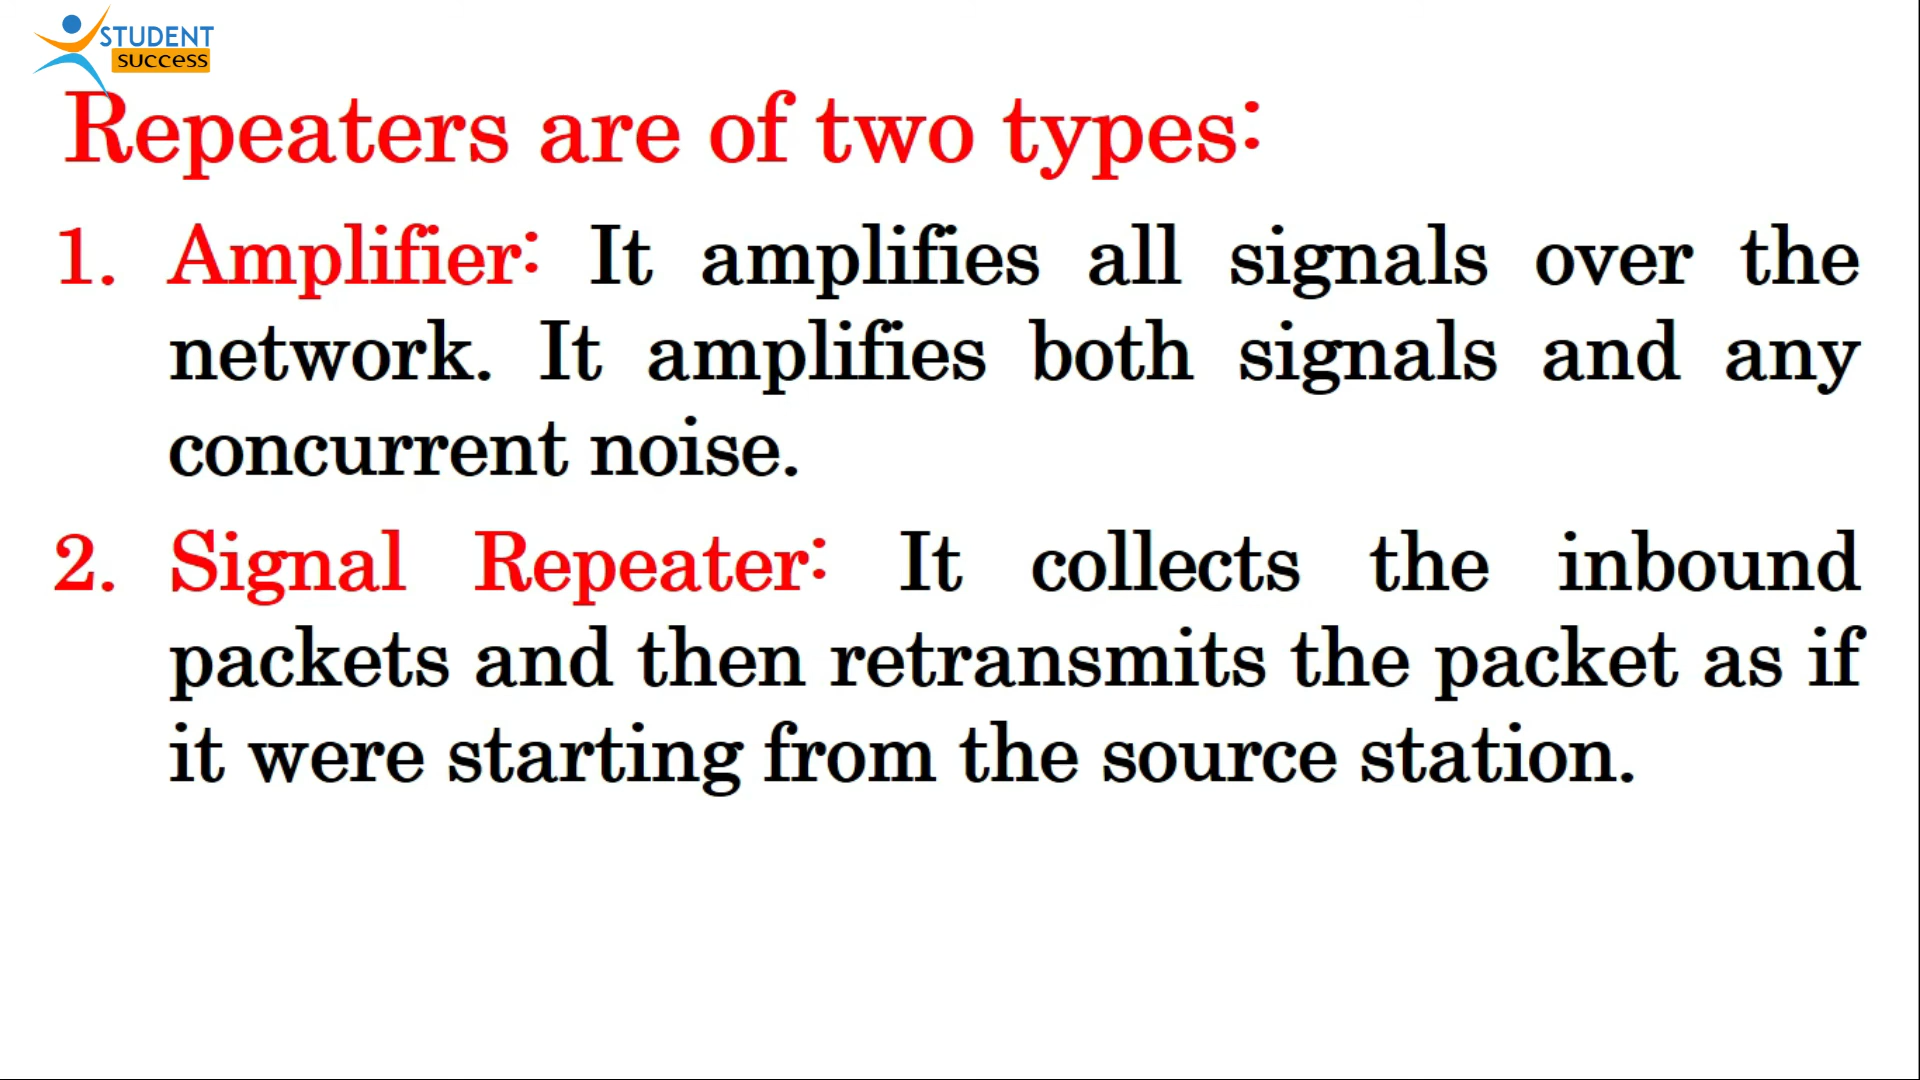 STUDENT
success
Repeaters are of two types:
1. Amplifier: It amplifies all signals over the
network. It amplifies both signals and any
concurrent noise.
2. Signal Repeater: It collects the inbound
packets and then retransmits the packet as if
it were starting from the source station.